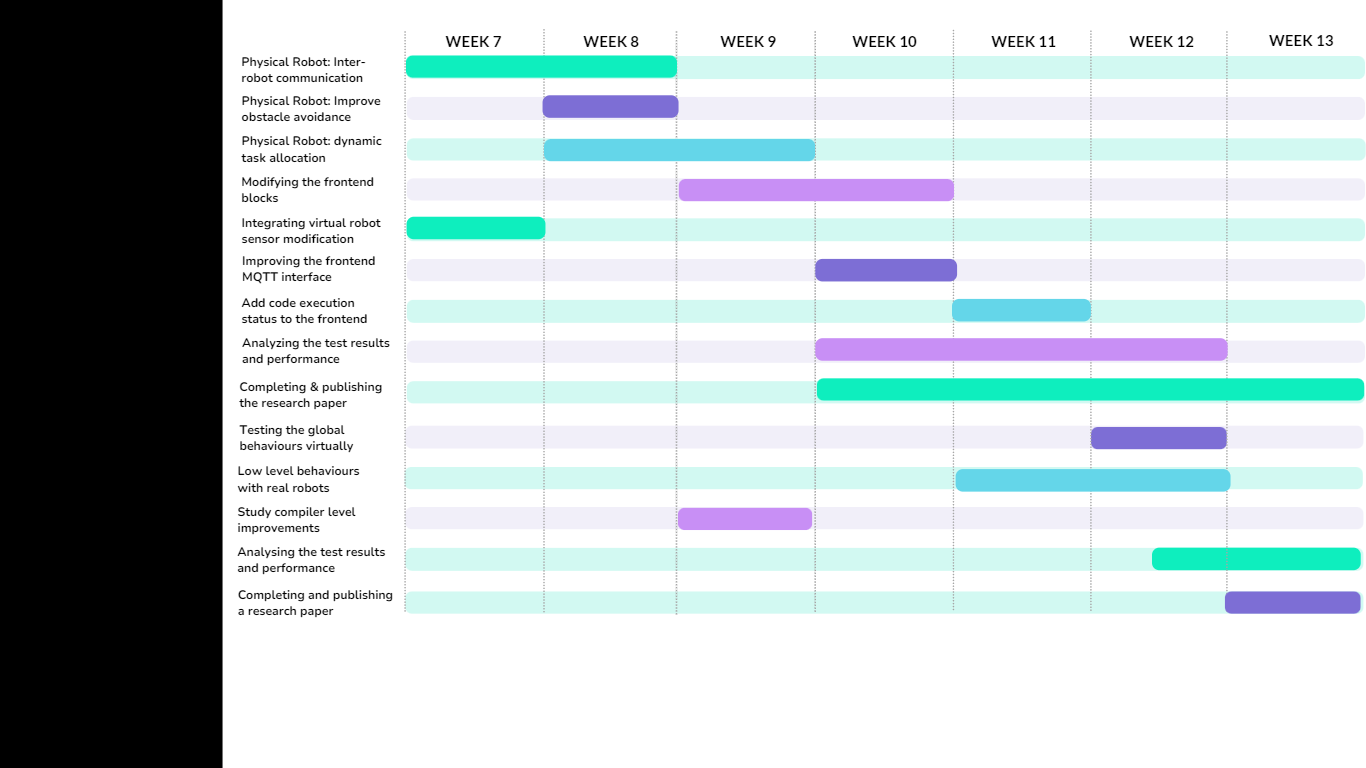 WEEK 7
WEEK 8
WEEK 9
WEEK 10
WEEK 11
WEEK 12
WEEK 13
Physical Robot: Inter-
robot communication
Physical Robot: Improve
obstacle avoidance
Physical Robot: dynamic
task allocation
Modifying the frontend
blocks
Integrating virtual robot
sensor modification
Improving the frontend
MQTT interface
Add code execution
status to the frontend
Analyzing the test results
and performance
Completing & publishing
the research paper
Testing the global
behaviours virtually
Low level behaviours
with real robots
Study compiler level
improvements
Analysing the test results
and performance
Completing and publishing
a research paper